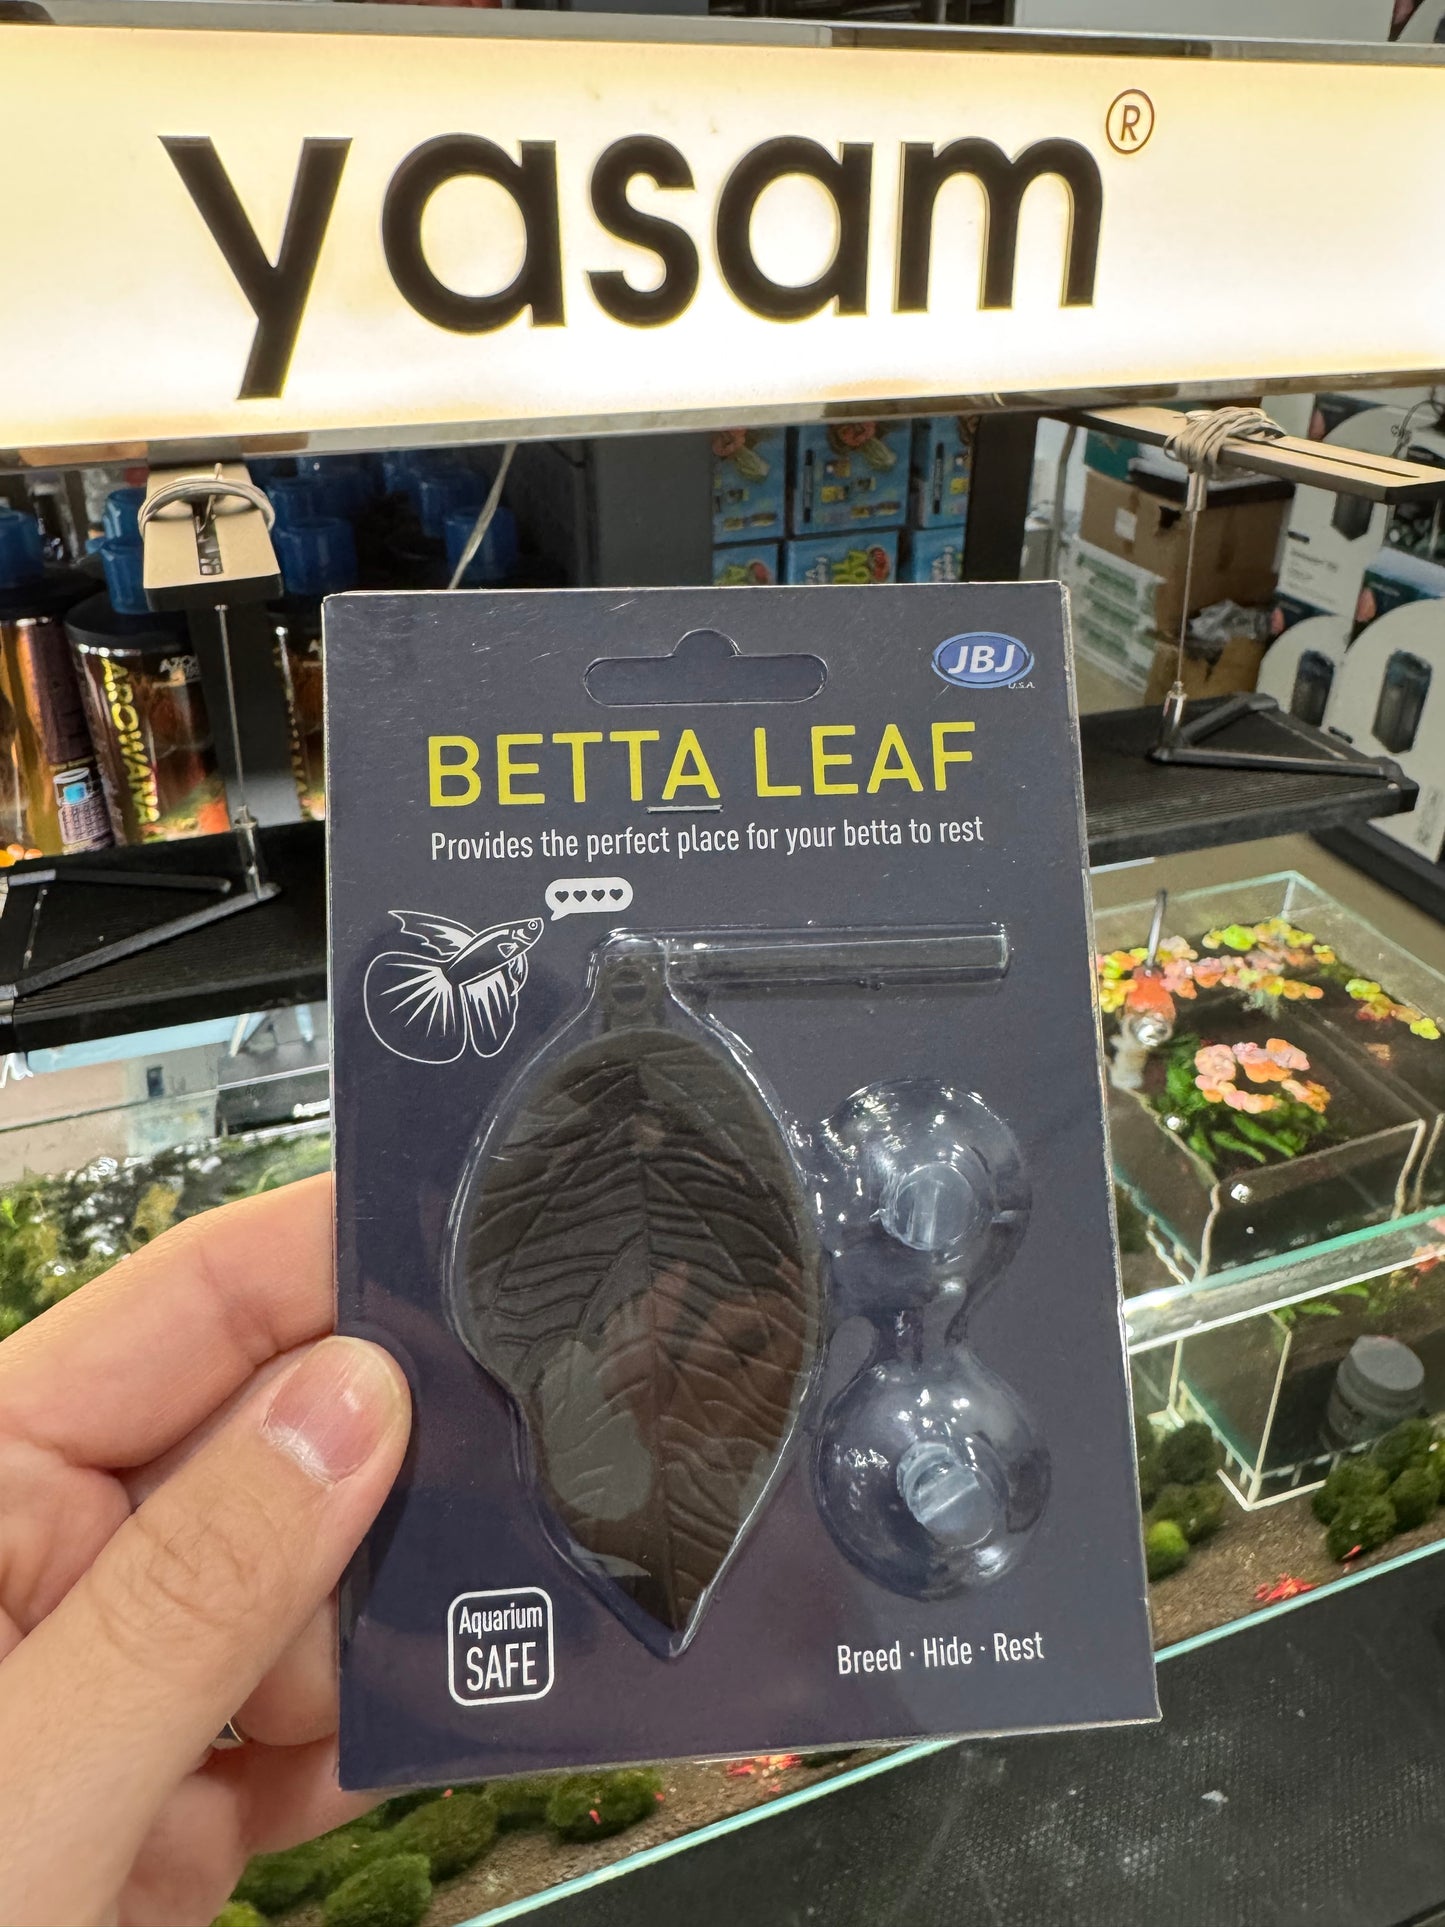 yasam®
JBJ
U.S.A.
BETTA LEAF
Provides the perfect place for your betta to rest
AROWANA
Aquarium
SAFE
Breed · Hide · Rest